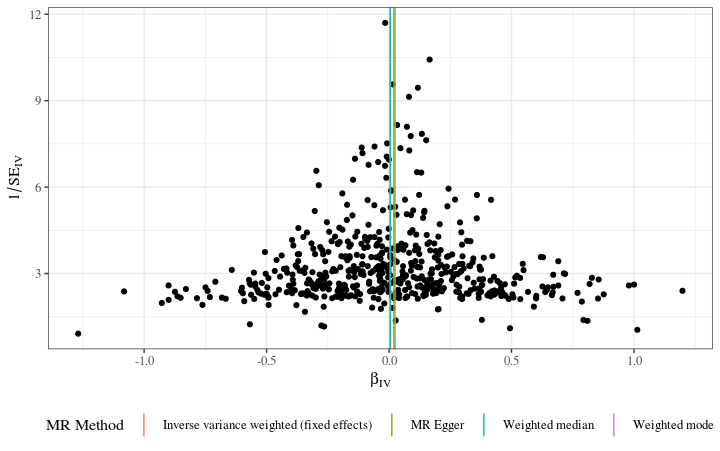 12
9
6
3
1/SE_IV
-1.0 -0.5 0.0 0.5 1.0
β_IV
MR Method Inverse variance weighted (fixed effects) MR Egger Weighted median Weighted mode